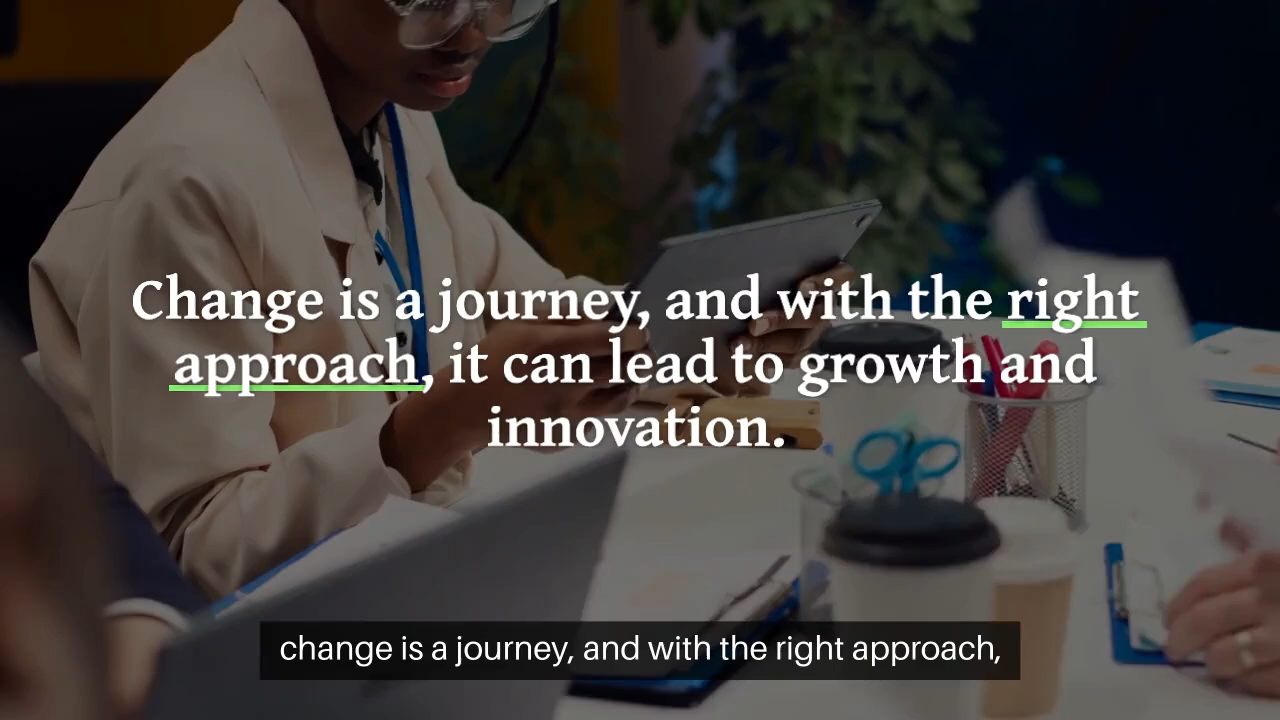 Change is a journey, and with the right
approach, it can lead to growth and
innovation.
change is a journey, and with the right approach,